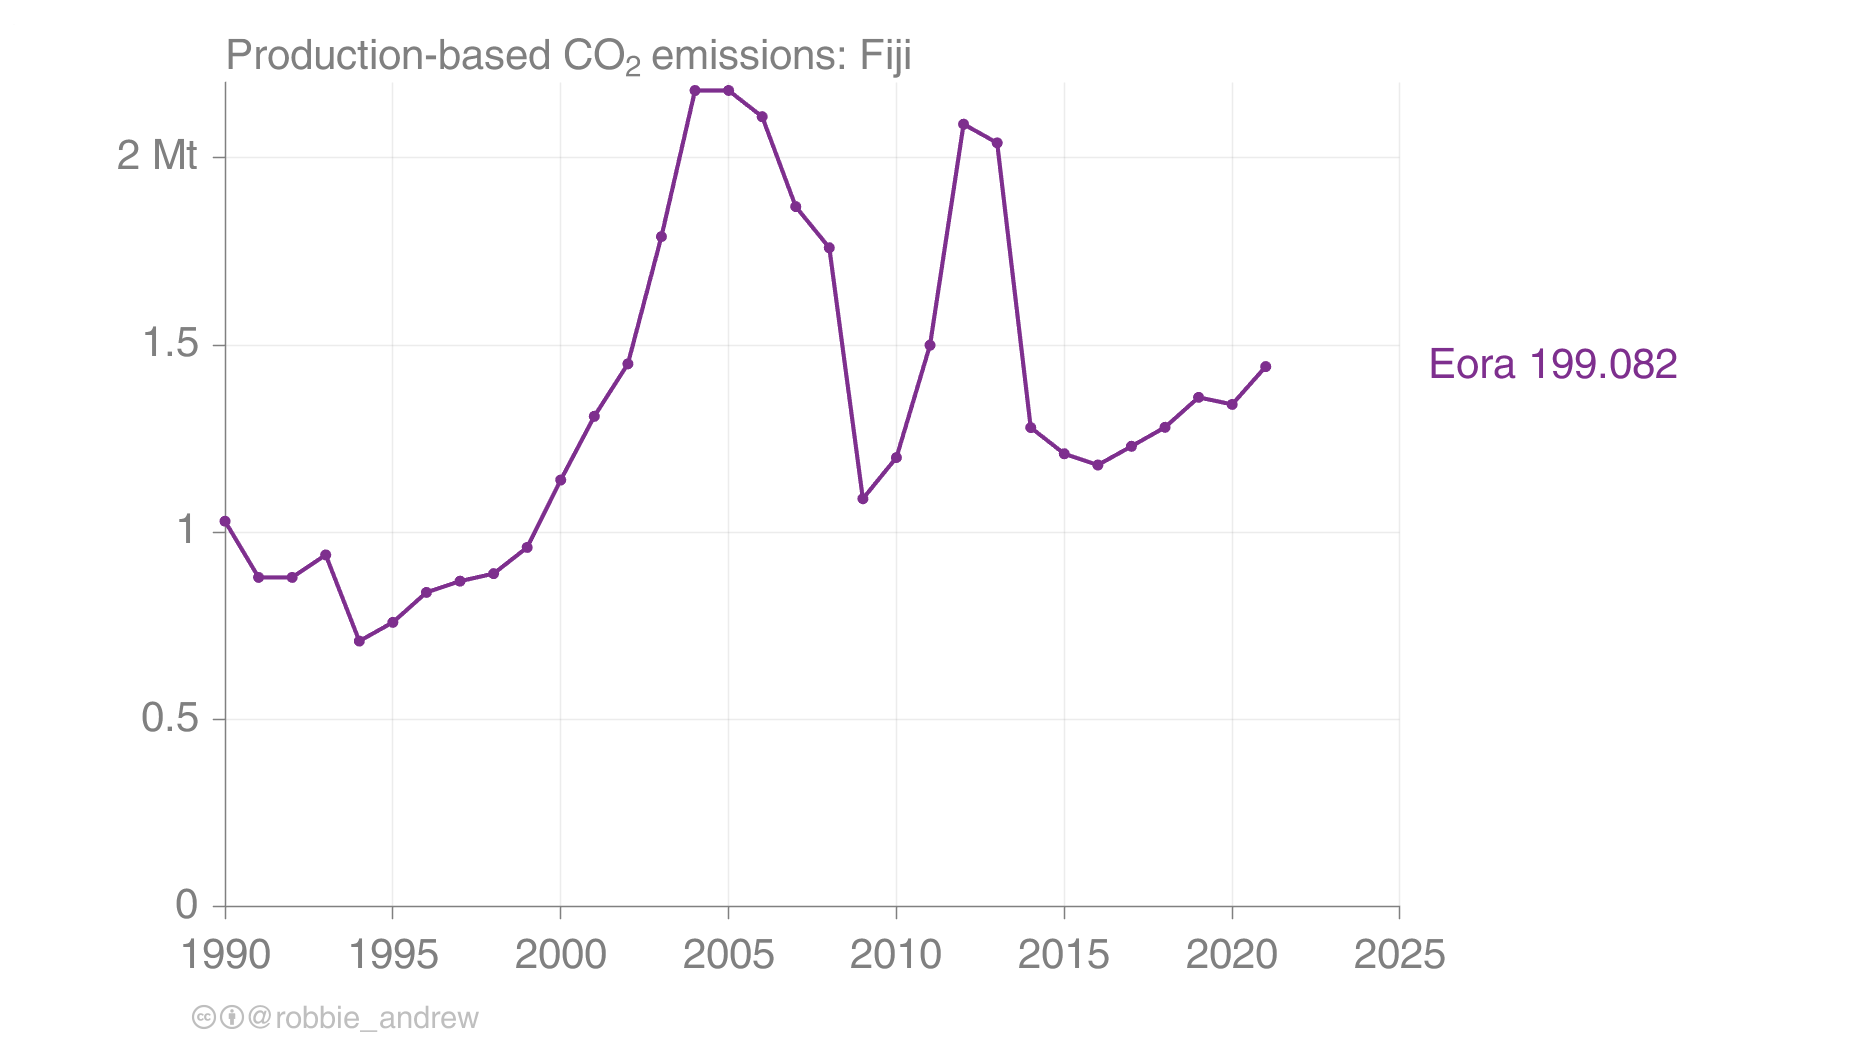 Production-based CO₂ emissions: Fiji
2 Mt
1.5
1
0.5
0
1990 1995 2000 2005 2010 2015 2020 2025
Eora 199.082
cc @robbie_andrew